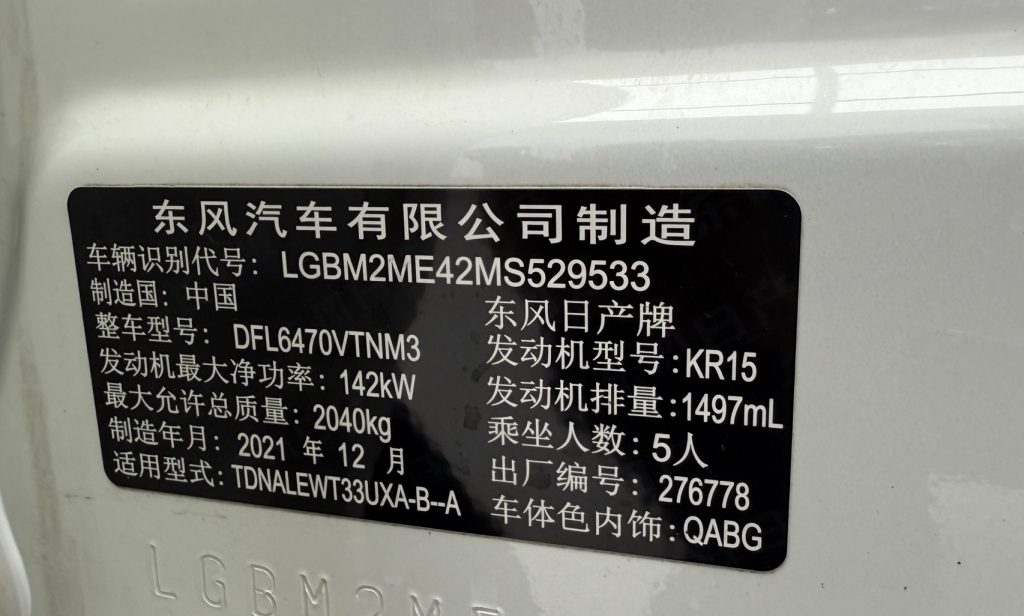 东风汽车有限公司制造
车辆识别代号: LGBM2ME42MS529533
制造国: 中国
东风日产牌
整车型号: DFL6470VTNM3
发动机型号:KR15
发动机最大净功率: 142kW
发动机排量:1497mL
最大允许总质量: 2040kg
乘坐人数: 5人
制造年月: 2021 年 12 月
出厂编号: 276778
适用型式: TDNALEWT33UXA-B--A
车体色内饰:QABG
LGBM2ME